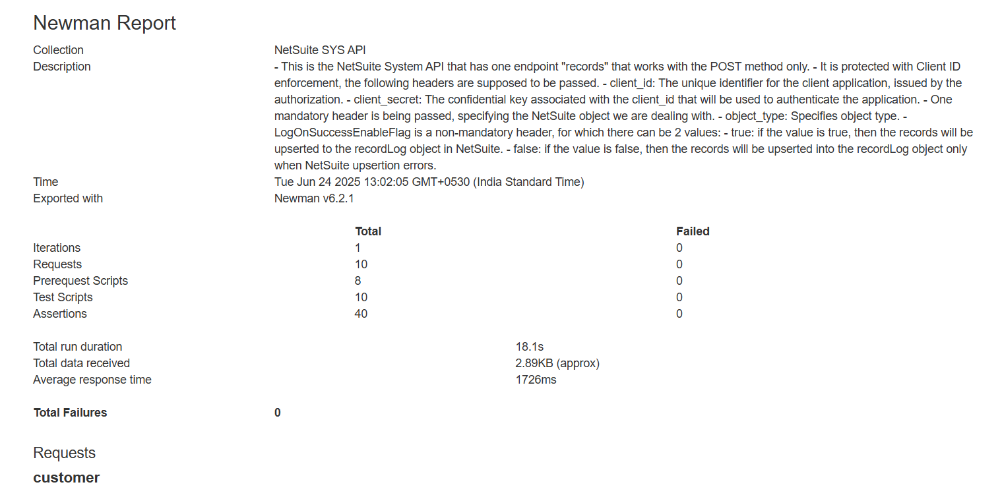 Newman Report
Collection NetSuite SYS API
Description - This is the NetSuite System API that has one endpoint "records" that works with the POST method only. - It is protected with Client ID
enforcement, the following headers are supposed to be passed. - client_id: The unique identifier for the client application, issued by the
authorization. - client_secret: The confidential key associated with the client_id that will be used to authenticate the application. - One
mandatory header is being passed, specifying the NetSuite object we are dealing with. - object_type: Specifies object type. -
LogOnSuccessEnableFlag is a non-mandatory header, for which there can be 2 values: - true: if the value is true, then the records will be
upserted to the recordLog object in NetSuite. - false: if the value is false, then the records will be upserted into the recordLog object only
when NetSuite upsertion errors.
Time Tue Jun 24 2025 13:02:05 GMT+0530 (India Standard Time)
Exported with Newman v6.2.1
Total Failed
Iterations 1 0
Requests 10 0
Prerequest Scripts 8 0
Test Scripts 10 0
Assertions 40 0
Total run duration 18.1s
Total data received 2.89KB (approx)
Average response time 1726ms
Total Failures 0
Requests
customer